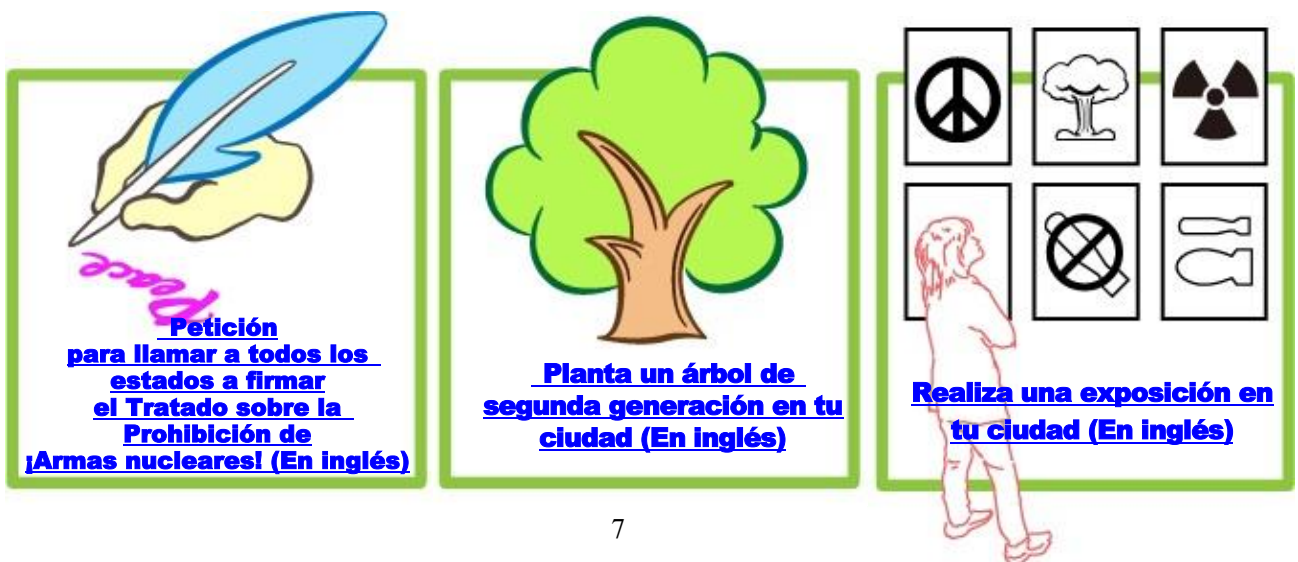 Peace
Petición
para llamar a todos los
estados a firmar
el Tratado sobre la
Prohibición de
¡Armas nucleares! (En inglés)
Planta un árbol de
segunda generación en tu
ciudad (En inglés)
Realiza una exposición en
tu ciudad (En inglés)
7